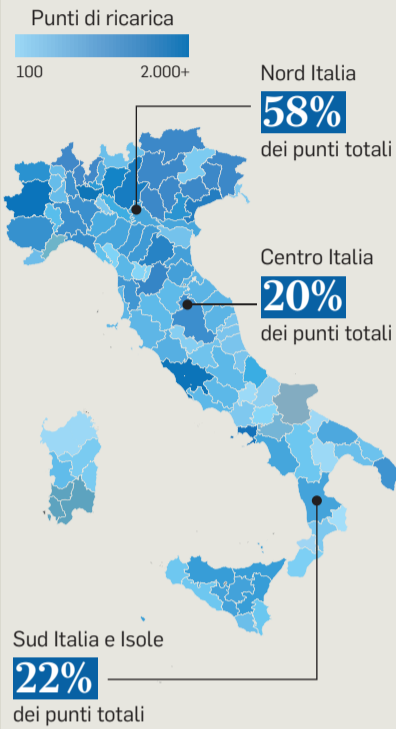 Punti di ricarica
100 2.000+
Nord Italia
58%
dei punti totali
Centro Italia
20%
dei punti totali
Sud Italia e Isole
22%
dei punti totali